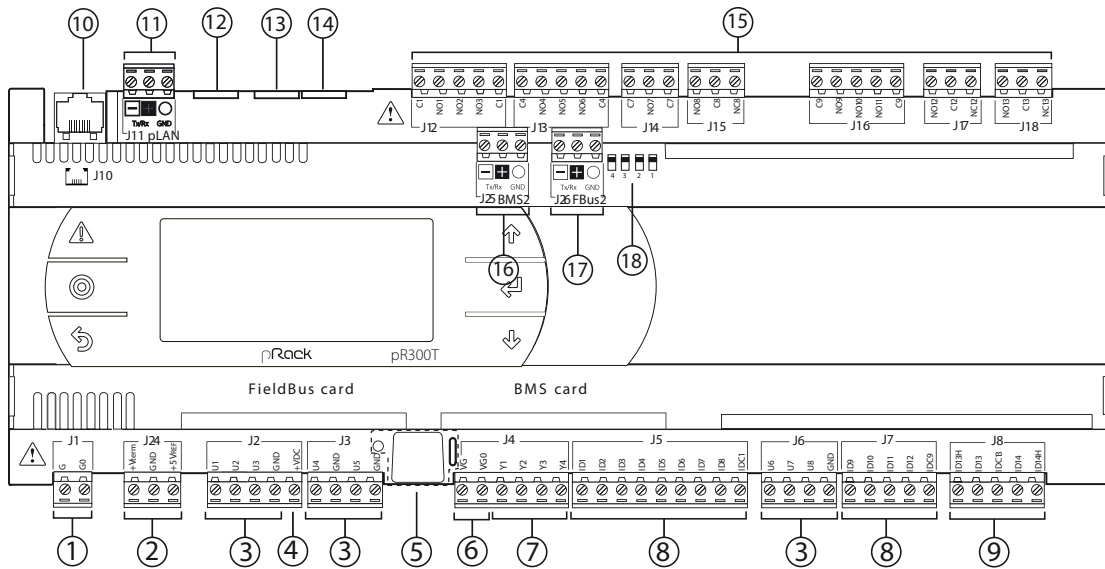 10 11 12 13 14 15
C1 NO1 NO2 NO3 C1 C4 NO4 NO5 NO6 C4 C7 NO7 C7 NO8 C8 NC8 C9 NO9 NO10 NO11 C9 NO12 C12 NC12 NO13 C13 NC13
Tx/Rx GND
J11 pLAN J12 J13 J14 J15 J16 J17 J18
J10
4 3 2 1
Tx/Rx GND Tx/Rx GND
J25 BMS2 J26 FBus2
16 17 18
pRack pR300T
FieldBus card BMS card
J1 J24 J2 J3 J4 J5 J6 J7 J8
G G0 +Vterm GND +5VREF U1 U2 U3 GND +VDC U4 GND U5 GND VG VG0 Y1 Y2 Y3 Y4 ID1 ID2 ID3 ID4 ID5 ID6 ID7 ID8 IDC1 U6 U7 U8 GND ID9 ID10 ID11 ID12 IDC9 ID13H ID13 IDC13 ID14 ID14H
1 2 3 4 3 5 6 7 8 3 8 9